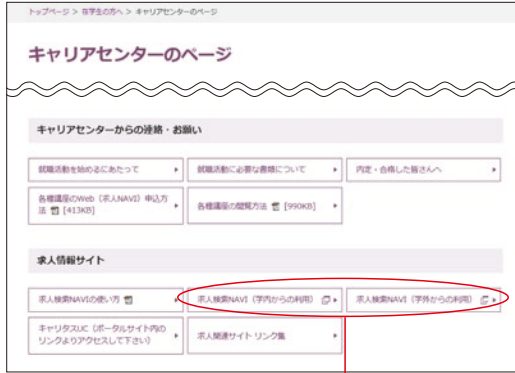 トップページ > 在学生の方へ > キャリアセンターのページ
キャリアセンターのページ
キャリアセンターからの連絡・お願い
就職活動を始めるにあたって
就職活動に必要な書類について
内定・合格した皆さんへ
各種講座のWeb（求人NAVI）申込方
法 [413KB]
各種講座の閲覧方法 [990KB]
求人情報サイト
求人検索NAVIの使い方
求人検索NAVI（学内からの利用）
求人検索NAVI（学外からの利用）
キャリタスUC（ポータルサイト内の
リンクよりアクセスして下さい）
求人関連サイト リンク集